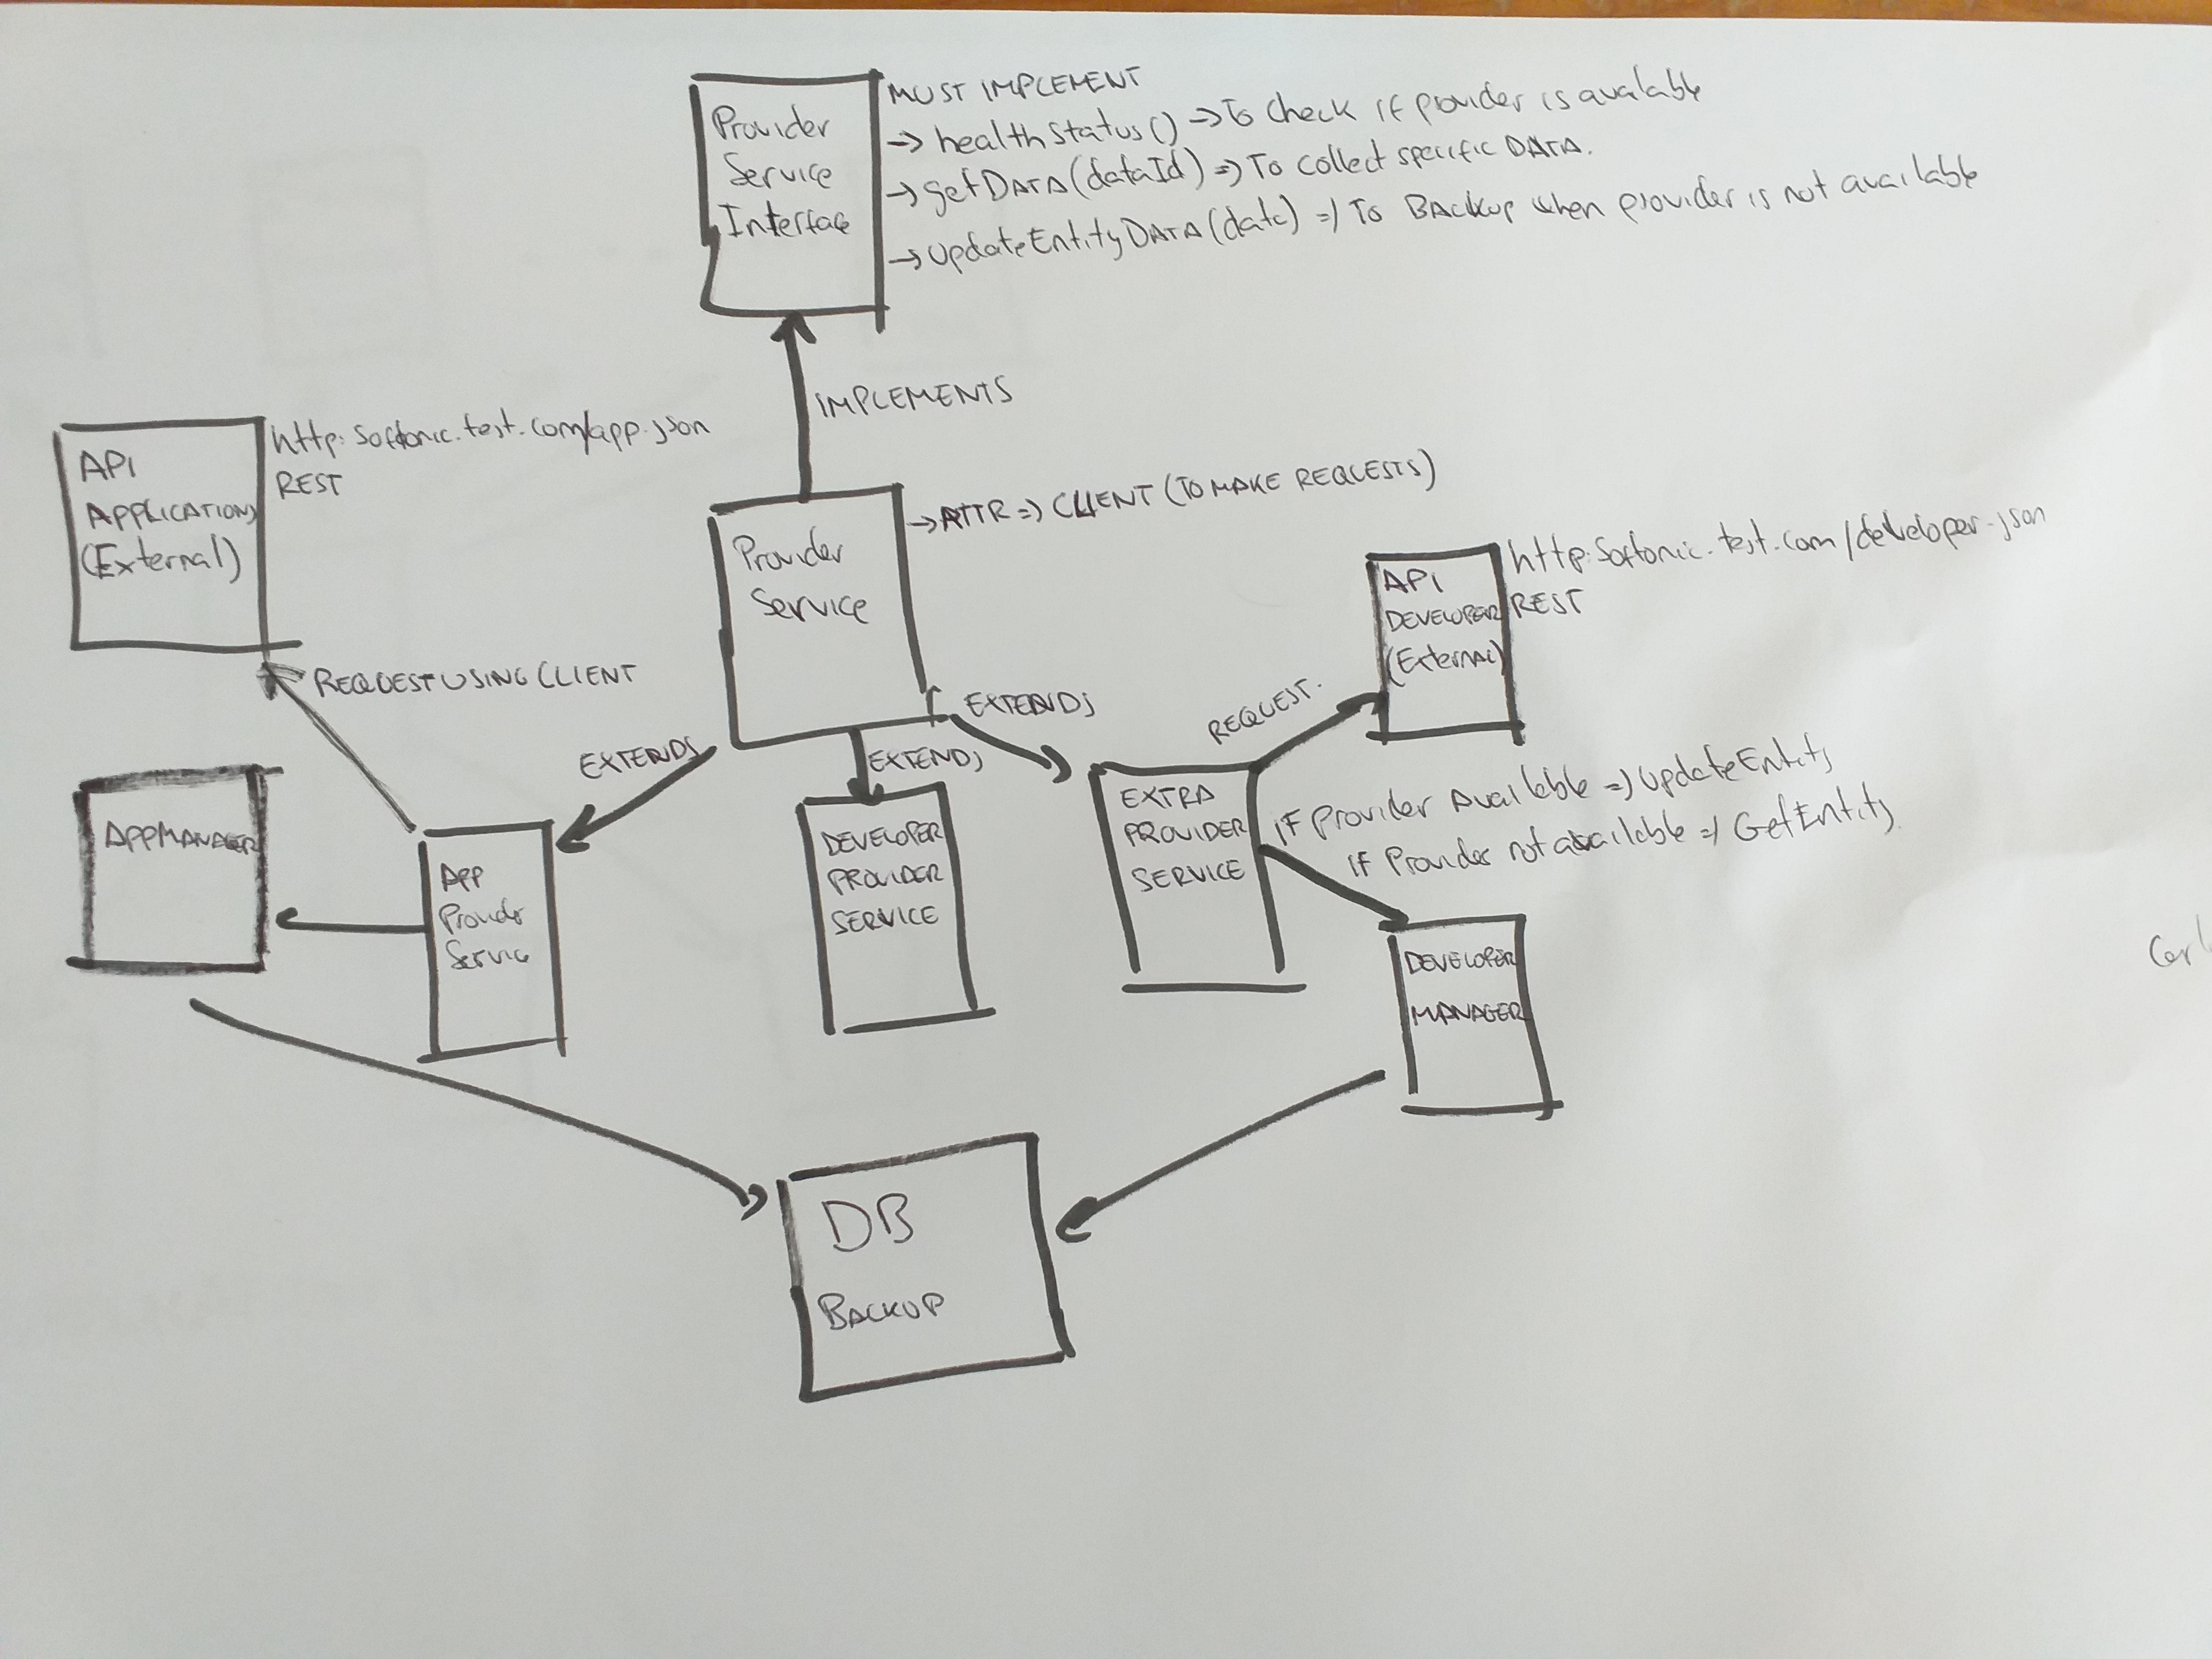 Provider
Service
Interface
MUST IMPLEMENT
→ healthStatus() => To check if provider is available
→ getDATA(dataId) => To collect specific DATA.
→ updateEntityDATA(data) => To Backup when provider is not available
IMPLEMENTS
API
APPLICATIONS
(External)
http: softonic.test.com/app.json
REST
REQUEST USING CLIENT
Provider
Service
→ ATTR => CLIENT (TO MAKE REQUESTS)
EXTENDS
EXTENDS
EXTENDS
APPMANAGER
APP
Provider
Service
DEVELOPER
PROVIDER
SERVICE
EXTRA
PROVIDER
SERVICE
REQUEST.
API
DEVELOPER
(External)
http: softonic.test.com/developer.json
REST
IF Provider available => UpdateEntity
IF Provider not available => GetEntity.
DEVELOPER
MANAGER
DB
BACKUP